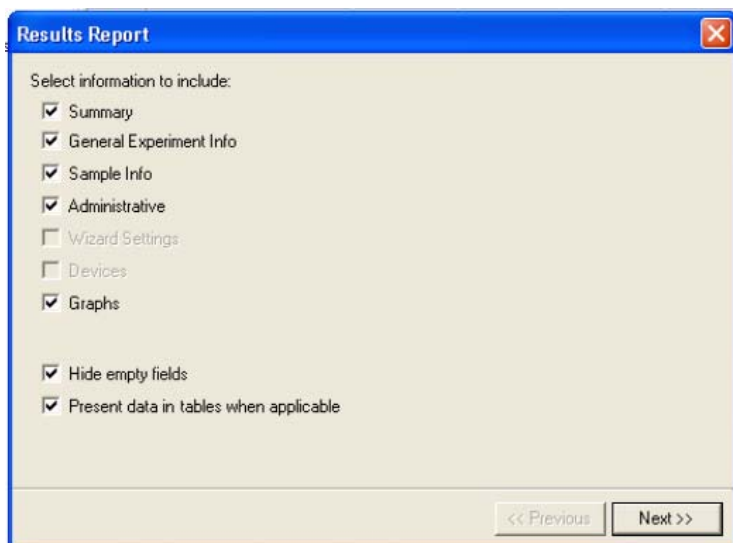 Results Report
Select information to include:
Summary
General Experiment Info
Sample Info
Administrative
Wizard Settings
Devices
Graphs
Hide empty fields
Present data in tables when applicable
<< Previous
Next >>